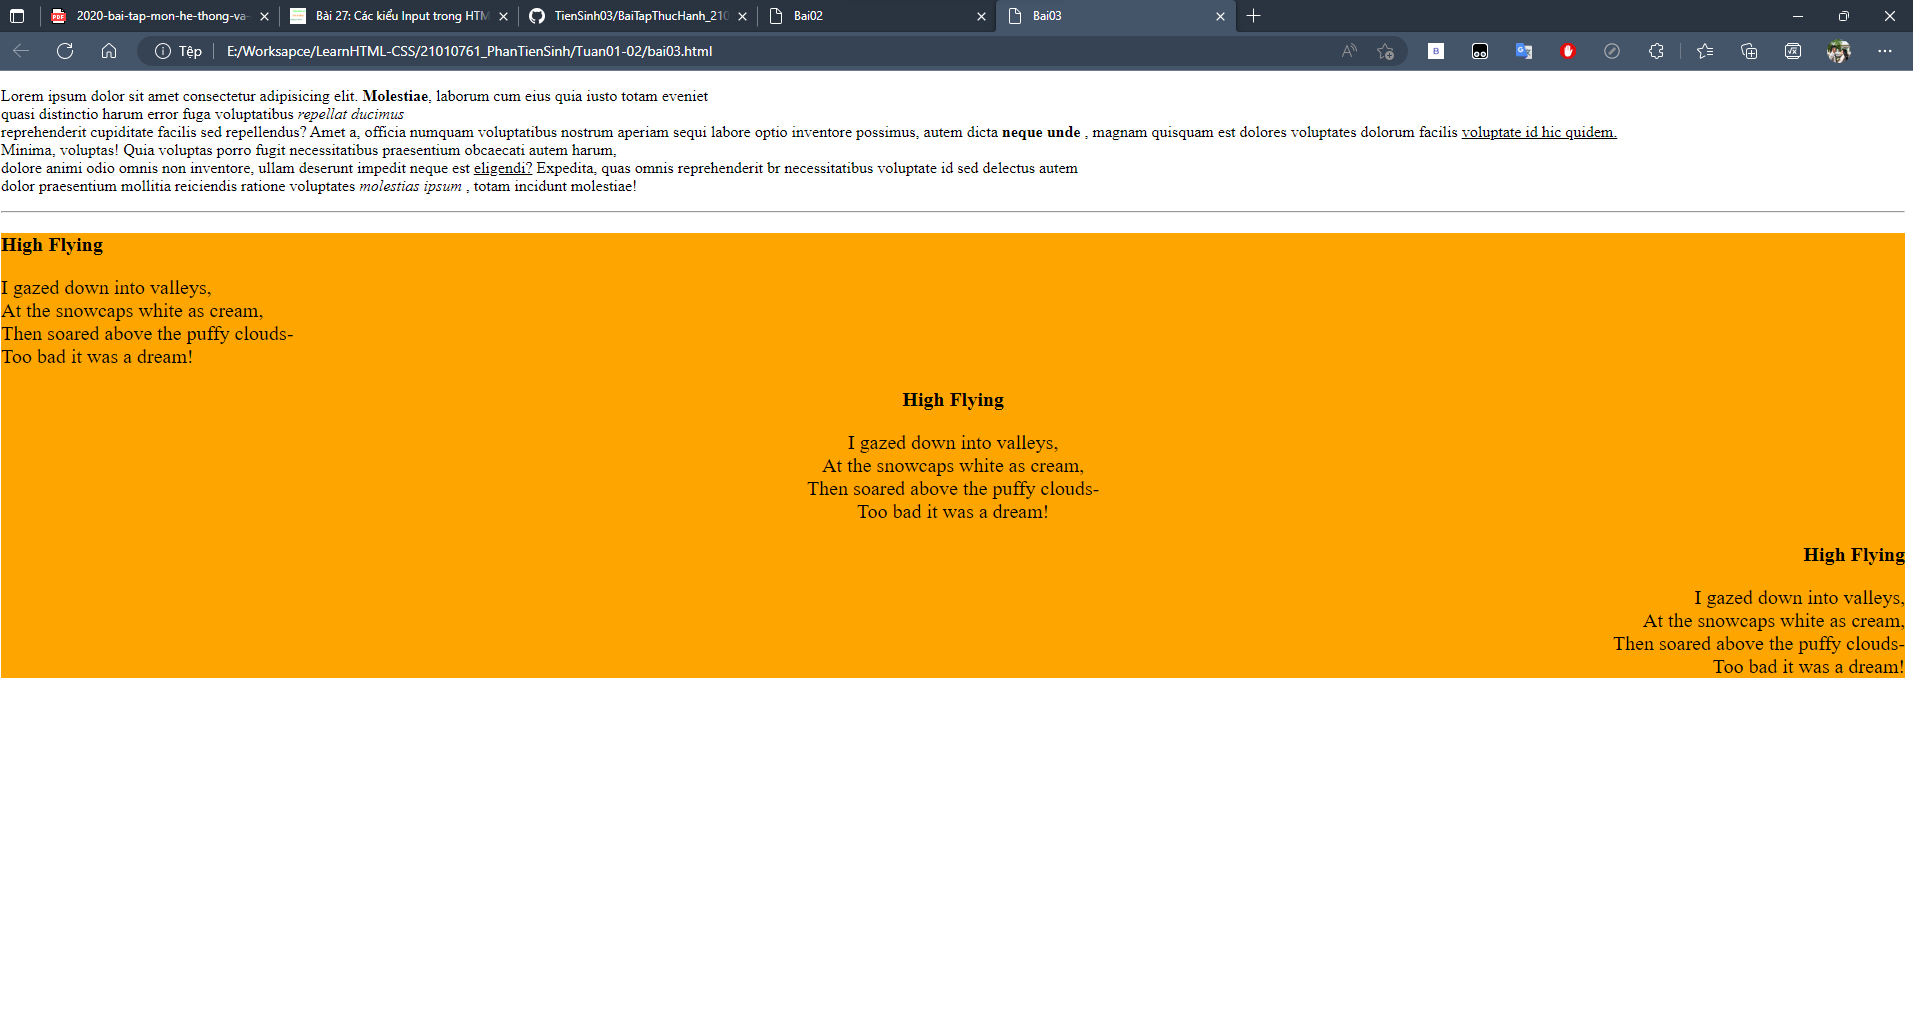 2020-bai-tap-mon-he-thong-va-
Bài 27: Các kiểu Input trong HTM
TienSinh03/BaiTapThucHanh_210
Bai02
Bai03
Tệp
E:/Worksapce/LearnHTML-CSS/21010761_PhanTienSinh/Tuan01-02/bai03.html
Lorem ipsum dolor sit amet consectetur adipisicing elit. Molestiae, laborum cum eius quia iusto totam eveniet
quasi distinctio harum error fuga voluptatibus repellat ducimus
reprehenderit cupiditate facilis sed repellendus? Amet a, officia numquam voluptatibus nostrum aperiam sequi labore optio inventore possimus, autem dicta neque unde , magnam quisquam est dolores voluptates dolorum facilis voluptate id hic quidem.
Minima, voluptas! Quia voluptas porro fugit necessitatibus praesentium obcaecati autem harum,
dolore animi odio omnis non inventore, ullam deserunt impedit neque est eligendi? Expedita, quas omnis reprehenderit br necessitatibus voluptate id sed delectus autem
dolor praesentium mollitia reiciendis ratione voluptates molestias ipsum , totam incidunt molestiae!
High Flying
I gazed down into valleys,
At the snowcaps white as cream,
Then soared above the puffy clouds-
Too bad it was a dream!
High Flying
I gazed down into valleys,
At the snowcaps white as cream,
Then soared above the puffy clouds-
Too bad it was a dream!
High Flying
I gazed down into valleys,
At the snowcaps white as cream,
Then soared above the puffy clouds-
Too bad it was a dream!